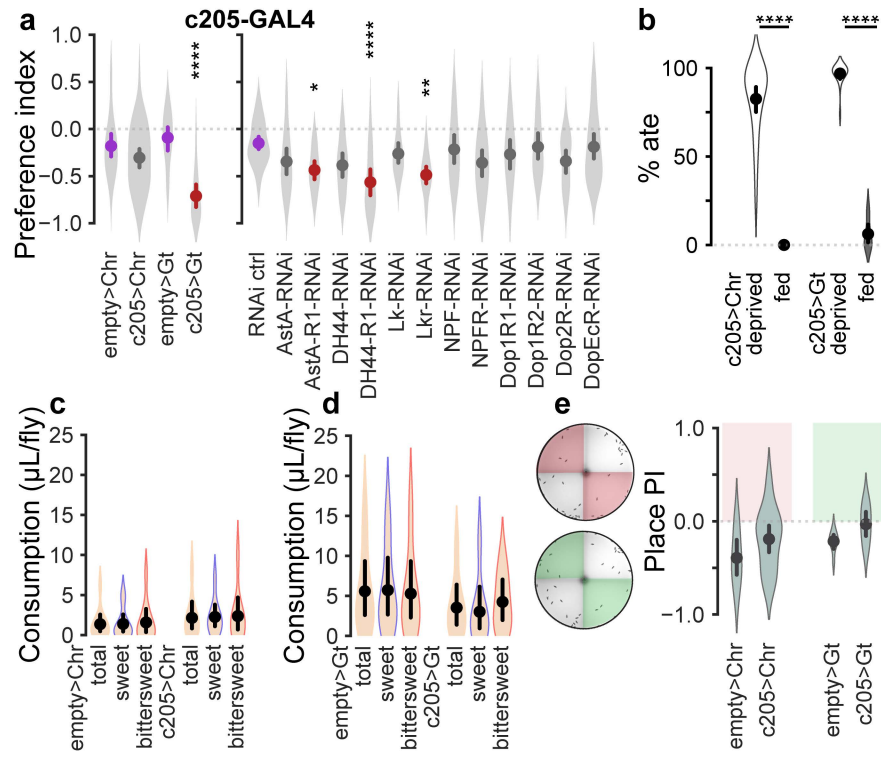 a
c205-GAL4
Preference index
1.0
0.5
0.0
−0.5
−1.0
****
*
****
**
empty>Chr
c205>Chr
empty>Gt
c205>Gt
RNAi ctrl
AstA-RNAi
AstA-R1-RNAi
DH44-RNAi
DH44-R1-RNAi
Lk-RNAi
Lkr-RNAi
NPF-RNAi
NPFR-RNAi
Dop1R1-RNAi
Dop1R2-RNAi
Dop2R-RNAi
DopEcR-RNAi
b
% ate
100
50
0
****
****
c205>Chr
deprived
fed
c205>Gt
deprived
fed
c
Consumption (µL/fly)
25
20
15
10
5
0
empty>Chr
total
sweet
bittersweet
c205>Chr
total
sweet
bittersweet
d
Consumption (µL/fly)
25
20
15
10
5
0
empty>Gt
total
sweet
bittersweet
c205>Gt
total
sweet
bittersweet
e
Place PI
1.0
0.0
−1.0
empty>Chr
c205>Chr
empty>Gt
c205>Gt